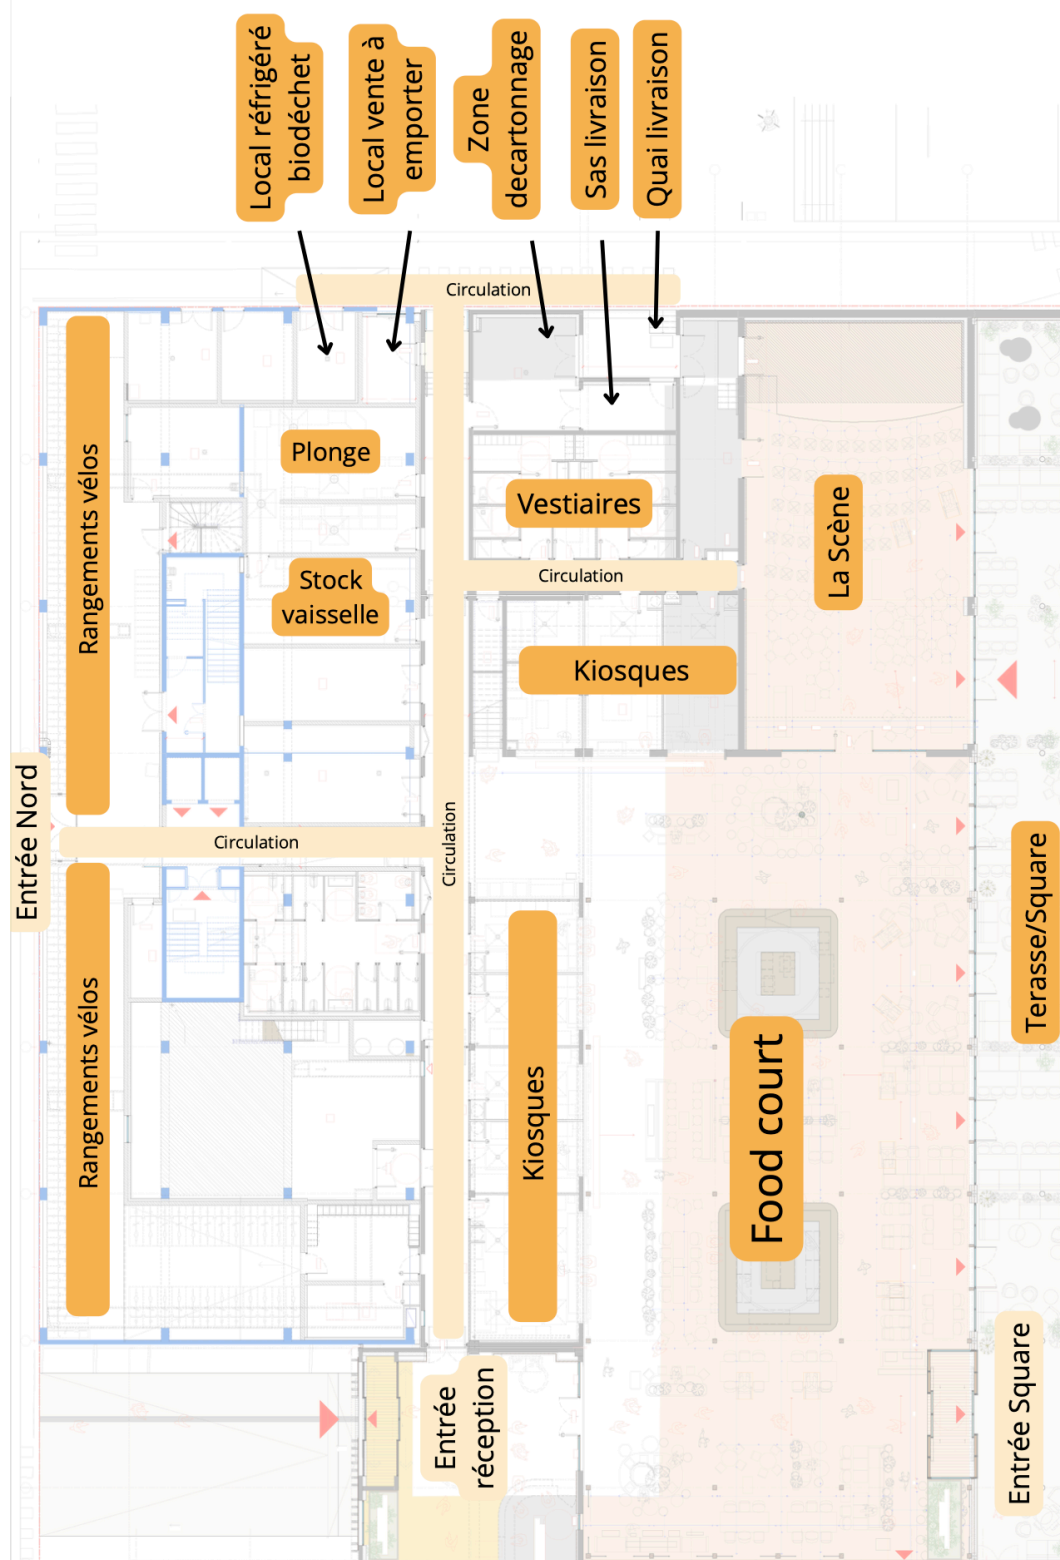 Local réfrigéré
biodéchet
Local vente à
emporter
Zone
decartonnage
Sas livraison
Quai livraison
Circulation
Rangements vélos
Plonge
Vestiaires
La Scène
Circulation
Stock
vaisselle
Kiosques
Entrée Nord
Circulation
Circulation
Terasse/Square
Rangements vélos
Kiosques
Food court
Entrée
réception
Entrée Square